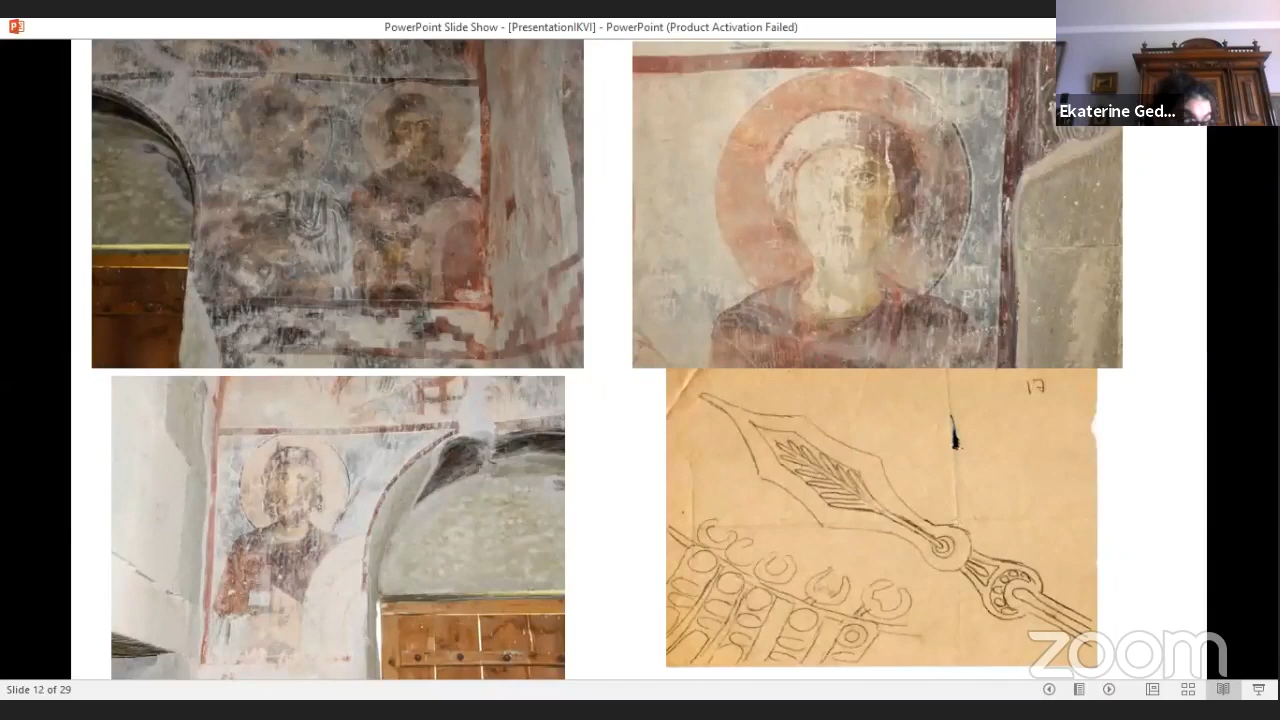 PowerPoint Slide Show - [PresentationIKVI] - PowerPoint (Product Activation Failed)
Ekaterine Ged...
17
zoom
Slide 12 of 29